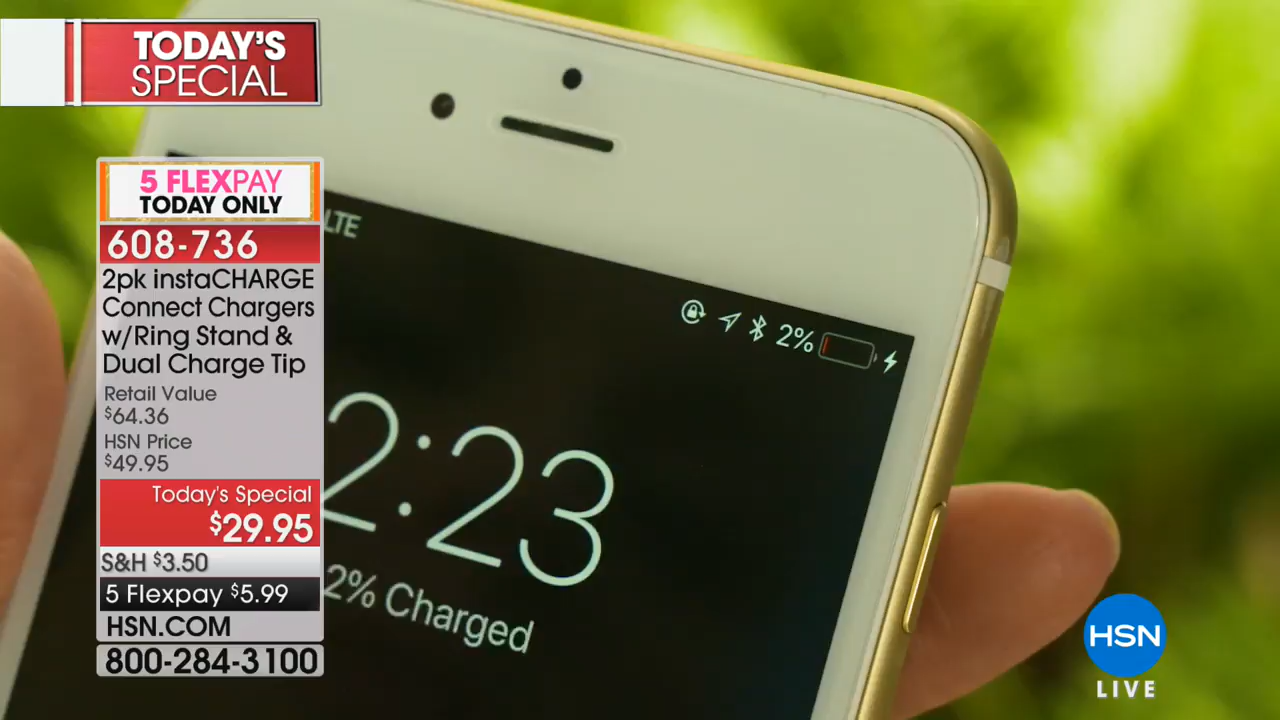 TODAY'S
SPECIAL
5 FLEXPAY
TODAY ONLY
608-736
2pk instaCHARGE
Connect Chargers
w/Ring Stand &
Dual Charge Tip
Retail Value
$64.36
HSN Price
$49.95
Today's Special
$29.95
S&H $3.50
5 Flexpay $5.99
HSN.COM
800-284-3100
LTE
2%
2:23
2% Charged
HSN
LIVE